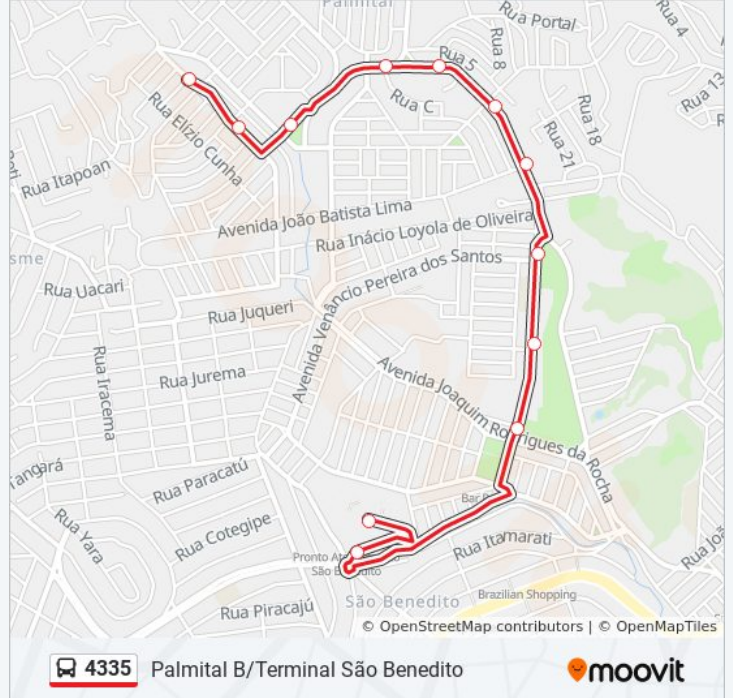 Palmital
Rua Portal
Rua 4
Rua 5
Rua 8
Rua 13
Rua C
Rua 18
Rua 21
Rua Elízio Cunha
Rua Itapoan
Avenida João Batista Lima
Rua Inácio Loyola de Oliveira
Avenida Venâncio Pereira dos Santos
sme
Rua Uacari
Rua Juqueri
Rua Iracema
Rua Jurema
Avenida Joaquim Rodrigues da Rocha
Tangará
Rua Paracatú
Rua Yara
Rua Cotegipe
Rua Itamarati
São Benedito
Brazilian Shopping
Rua Piracajú
© OpenStreetMap contributors | © OpenMapTiles
4335 Palmital B/Terminal São Benedito
moovit